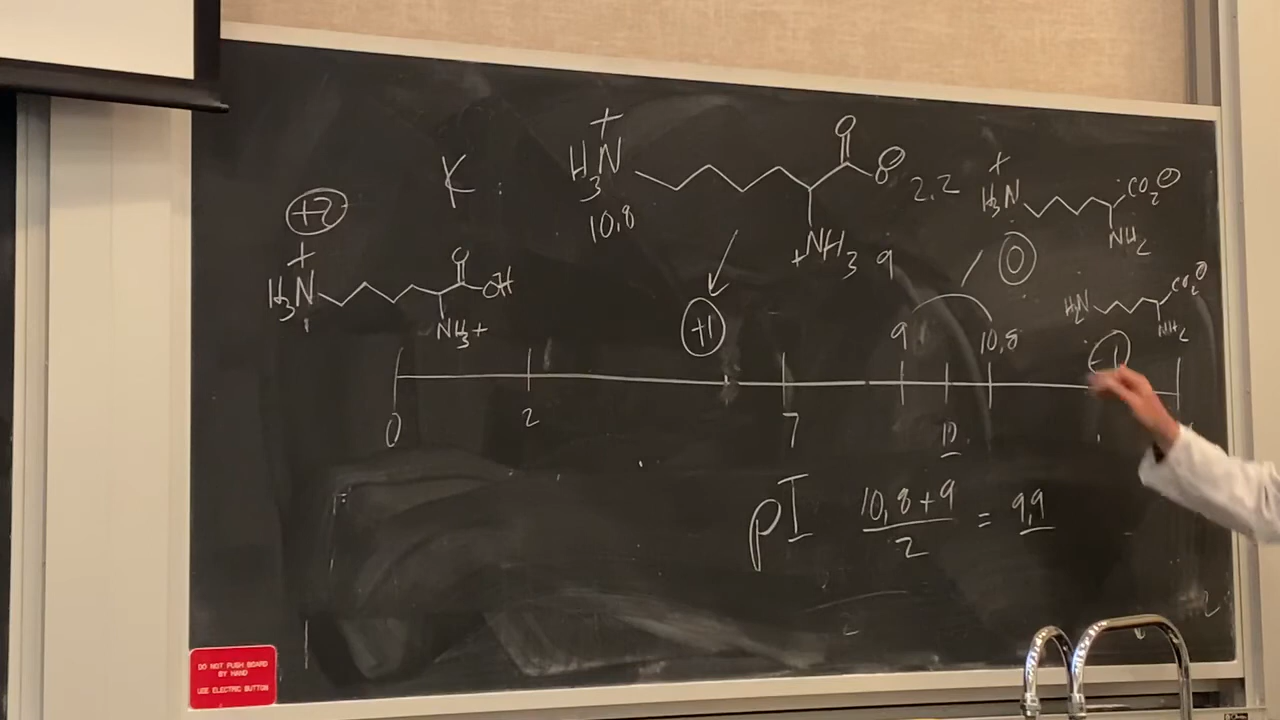 K :
+
H3N
O
O⊖ 2.2
10.8
+NH3 9
+2
+
H3N
O
OH
NH3+
+
H3N
CO2⊖
NH2
0
H2N
CO2⊖
NH2
+1
9
10.8
-1
0
2
7
10
pI
10.8+9
2
= 9.9
DO NOT PUSH BOARD
BY HAND
USE ELECTRIC BUTTON